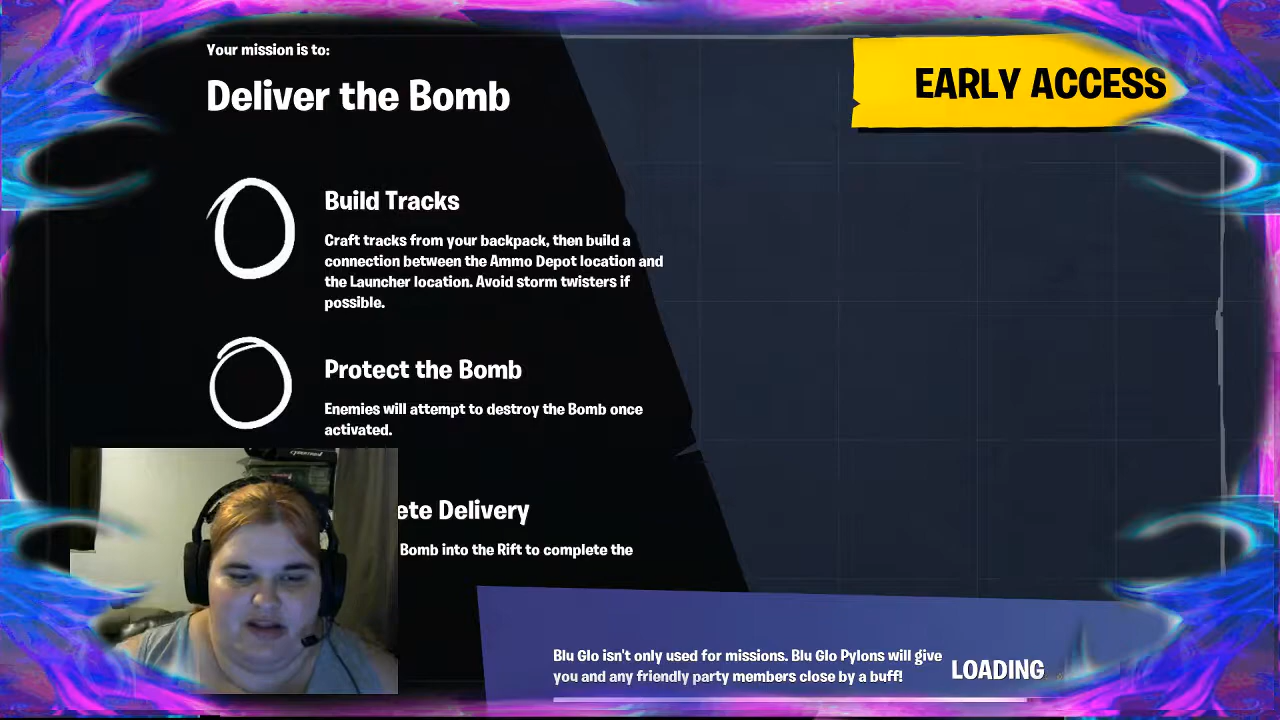 Your mission is to:
Deliver the Bomb
EARLY ACCESS
Build Tracks
Craft tracks from your backpack, then build a
connection between the Ammo Depot location and
the Launcher location. Avoid storm twisters if
possible.
Protect the Bomb
Enemies will attempt to destroy the Bomb once
activated.
ete Delivery
Bomb into the Rift to complete the
Blu Glo isn't only used for missions. Blu Glo Pylons will give
you and any friendly party members close by a buff!
LOADING